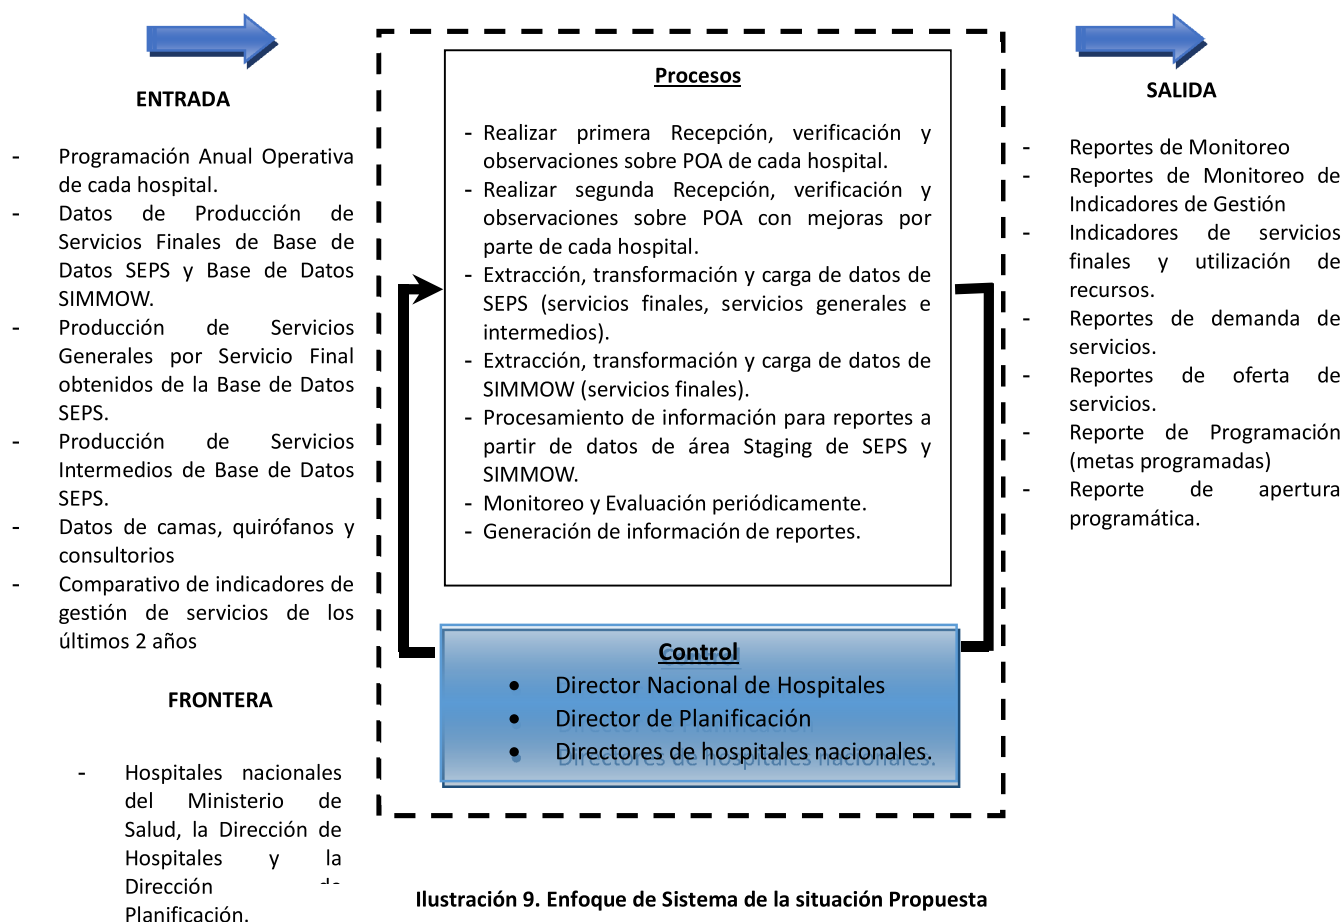 ENTRADA
- Programación Anual Operativa
de cada hospital.
- Datos de Producción de
Servicios Finales de Base de
Datos SEPS y Base de Datos
SIMMOW.
- Producción de Servicios
Generales por Servicio Final
obtenidos de la Base de Datos
SEPS.
- Producción de Servicios
Intermedios de Base de Datos
SEPS.
- Datos de camas, quirófanos y
consultorios
- Comparativo de indicadores de
gestión de servicios de los
últimos 2 años
FRONTERA
- Hospitales nacionales
del Ministerio de
Salud, la Dirección de
Hospitales y la
Dirección
Planificación.
Procesos
- Realizar primera Recepción, verificación y
observaciones sobre POA de cada hospital.
- Realizar segunda Recepción, verificación y
observaciones sobre POA con mejoras por
parte de cada hospital.
- Extracción, transformación y carga de datos de
SEPS (servicios finales, servicios generales e
intermedios).
- Extracción, transformación y carga de datos de
SIMMOW (servicios finales).
- Procesamiento de información para reportes a
partir de datos de área Staging de SEPS y
SIMMOW.
- Monitoreo y Evaluación periódicamente.
- Generación de información de reportes.
Control
• Director Nacional de Hospitales
• Director de Planificación
• Directores de hospitales nacionales.
SALIDA
- Reportes de Monitoreo
- Reportes de Monitoreo de
Indicadores de Gestión
- Indicadores de servicios
finales y utilización de
recursos.
- Reportes de demanda de
servicios.
- Reportes de oferta de
servicios.
- Reporte de Programación
(metas programadas)
- Reporte de apertura
programática.
Ilustración 9. Enfoque de Sistema de la situación Propuesta